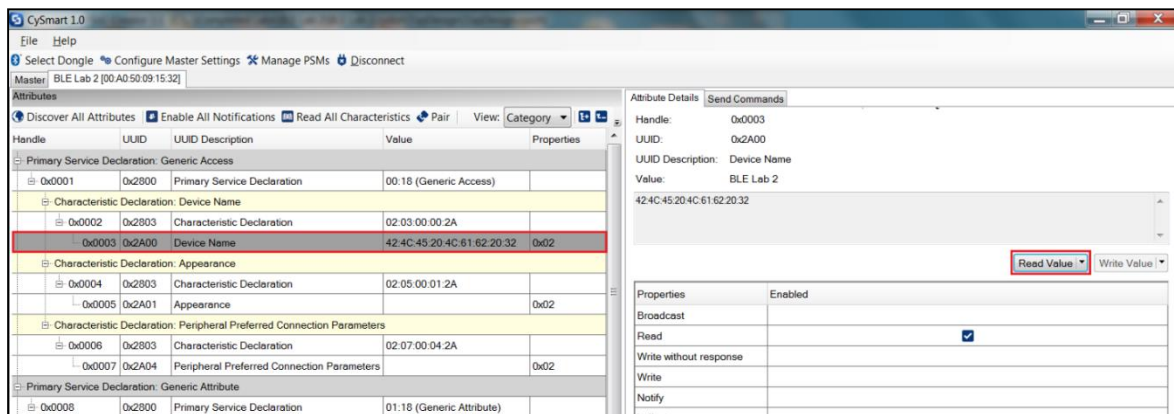 CySmart 1.0
File Help
Select Dongle Configure Master Settings Manage PSMs Disconnect
Master BLE Lab 2 [00:A0:50:09:15:32]
Attributes
Discover All Attributes Enable All Notifications Read All Characteristics Pair View: Category
Handle UUID UUID Description Value Properties
Primary Service Declaration: Generic Access
0x0001 0x2800 Primary Service Declaration 00:18 (Generic Access)
Characteristic Declaration: Device Name
0x0002 0x2803 Characteristic Declaration 02:03:00:00:2A
0x0003 0x2A00 Device Name 42:4C:45:20:4C:61:62:20:32 0x02
Characteristic Declaration: Appearance
0x0004 0x2803 Characteristic Declaration 02:05:00:01:2A
0x0005 0x2A01 Appearance 0x02
Characteristic Declaration: Peripheral Preferred Connection Parameters
0x0006 0x2803 Characteristic Declaration 02:07:00:04:2A
0x0007 0x2A04 Peripheral Preferred Connection Parameters 0x02
Primary Service Declaration: Generic Attribute
0x0008 0x2800 Primary Service Declaration 01:18 (Generic Attribute)
Attribute Details Send Commands
Handle: 0x0003
UUID: 0x2A00
UUID Description: Device Name
Value: BLE Lab 2
42:4C:45:20:4C:61:62:20:32
Read Value Write Value
Properties Enabled
Broadcast
Read
Write without response
Write
Notify